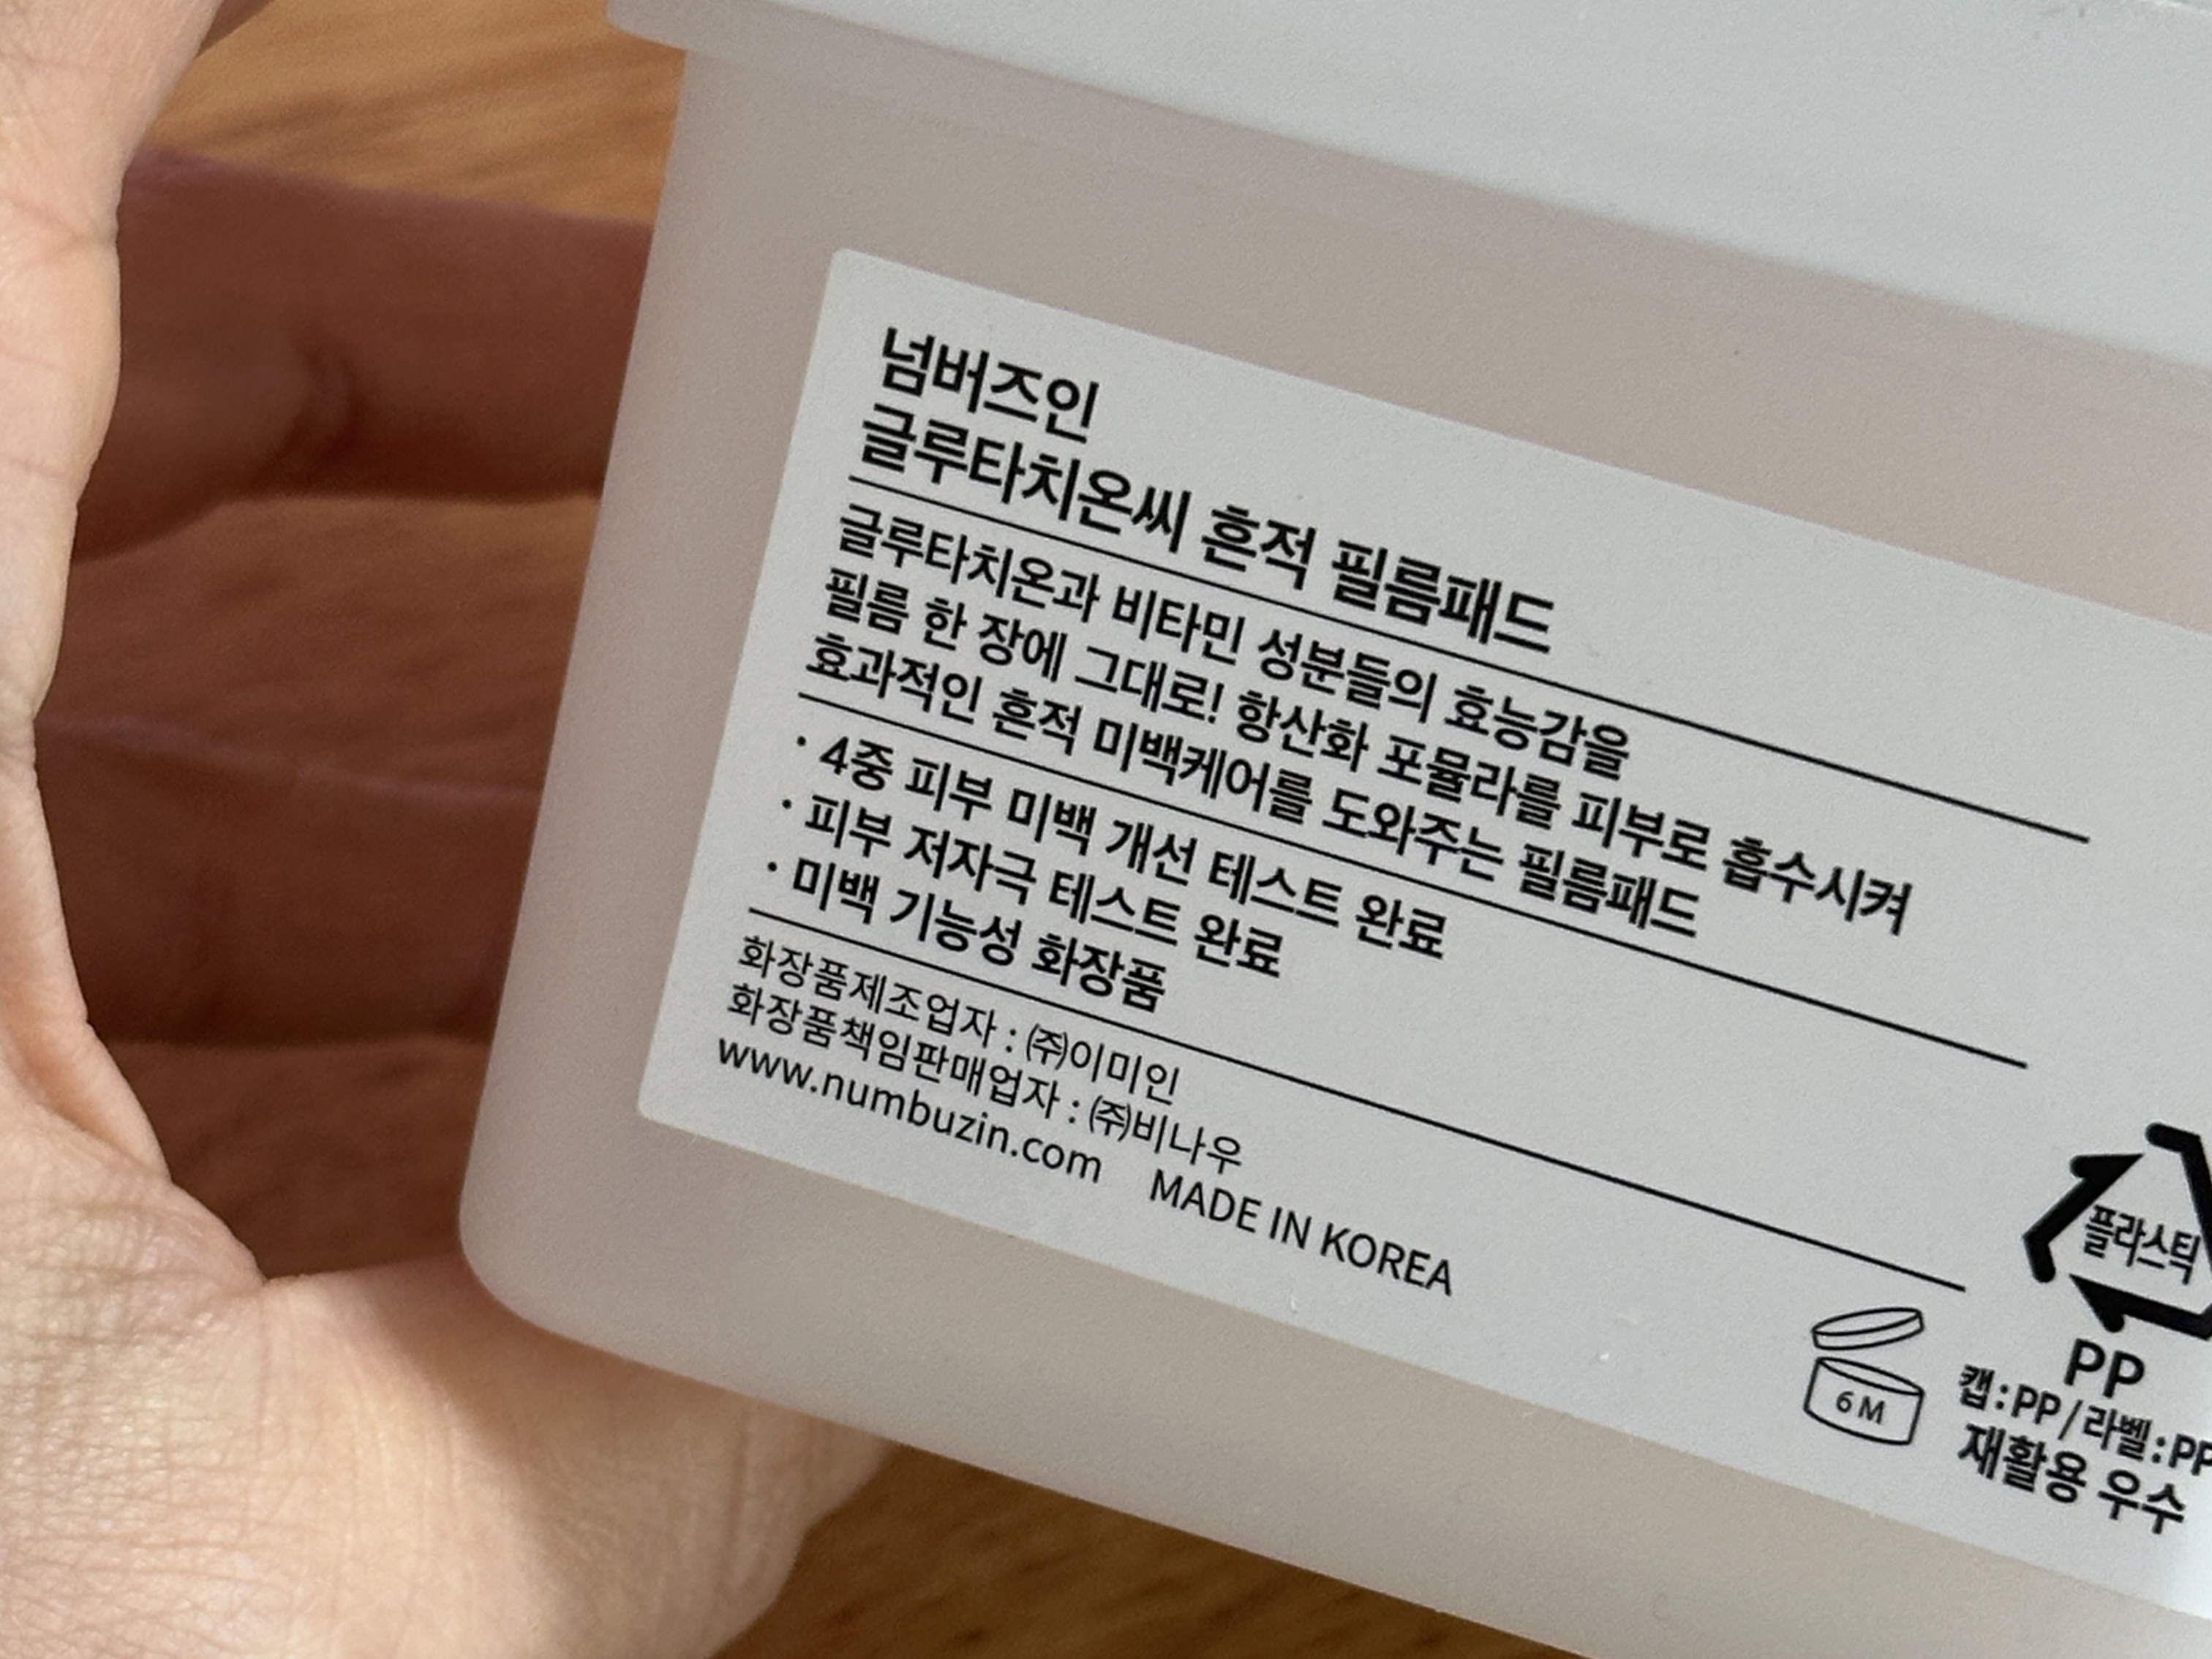 넘버즈인
글루타치온씨 흔적 필름패드
글루타치온과 비타민 성분들의 효능감을
필름 한 장에 그대로! 항산화 포뮬라를 피부로 흡수시켜
효과적인 흔적 미백케어를 도와주는 필름패드
· 4중 피부 미백 개선 테스트 완료
· 피부 저자극 테스트 완료
· 미백 기능성 화장품
화장품제조업자 : ㈜이미인
화장품책임판매업자 : ㈜비나우
www.numbuzin.com MADE IN KOREA
플라스틱
PP
6 M
캡 : PP / 라벨 : PP
재활용 우수